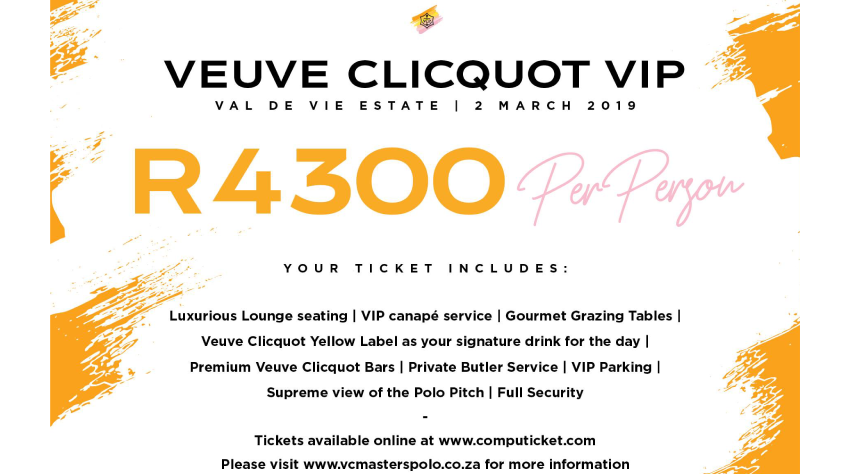 VEUVE CLICQUOT VIP
VAL DE VIE ESTATE | 2 MARCH 2019
R4300 Per Person
YOUR TICKET INCLUDES:
Luxurious Lounge seating | VIP canapé service | Gourmet Grazing Tables |
Veuve Clicquot Yellow Label as your signature drink for the day |
Premium Veuve Clicquot Bars | Private Butler Service | VIP Parking |
Supreme view of the Polo Pitch | Full Security
-
Tickets available online at www.computicket.com
Please visit www.vcmasterspolo.co.za for more information